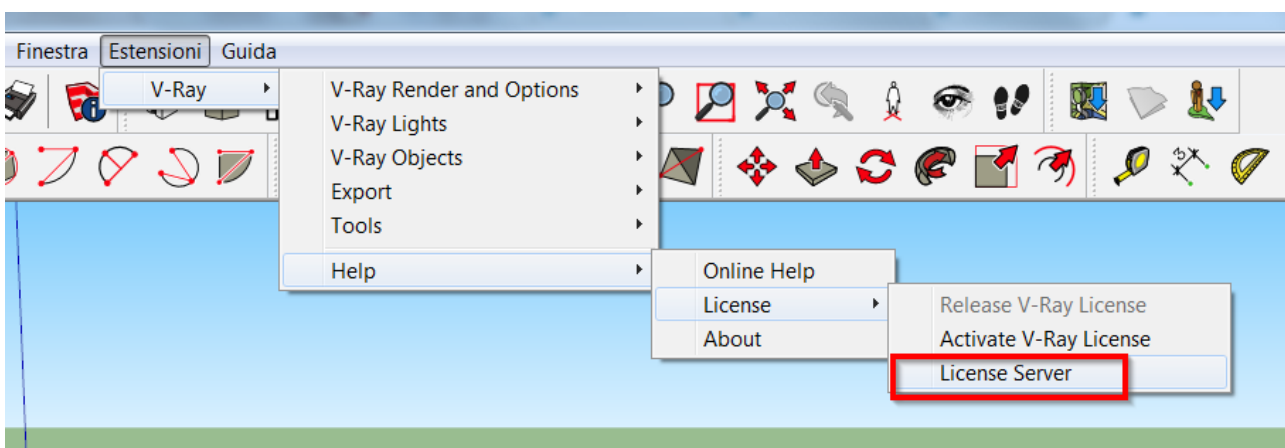 Finestra Estensioni Guida
V-Ray
V-Ray Render and Options
V-Ray Lights
V-Ray Objects
Export
Tools
Help
Online Help
License
About
Release V-Ray License
Activate V-Ray License
License Server